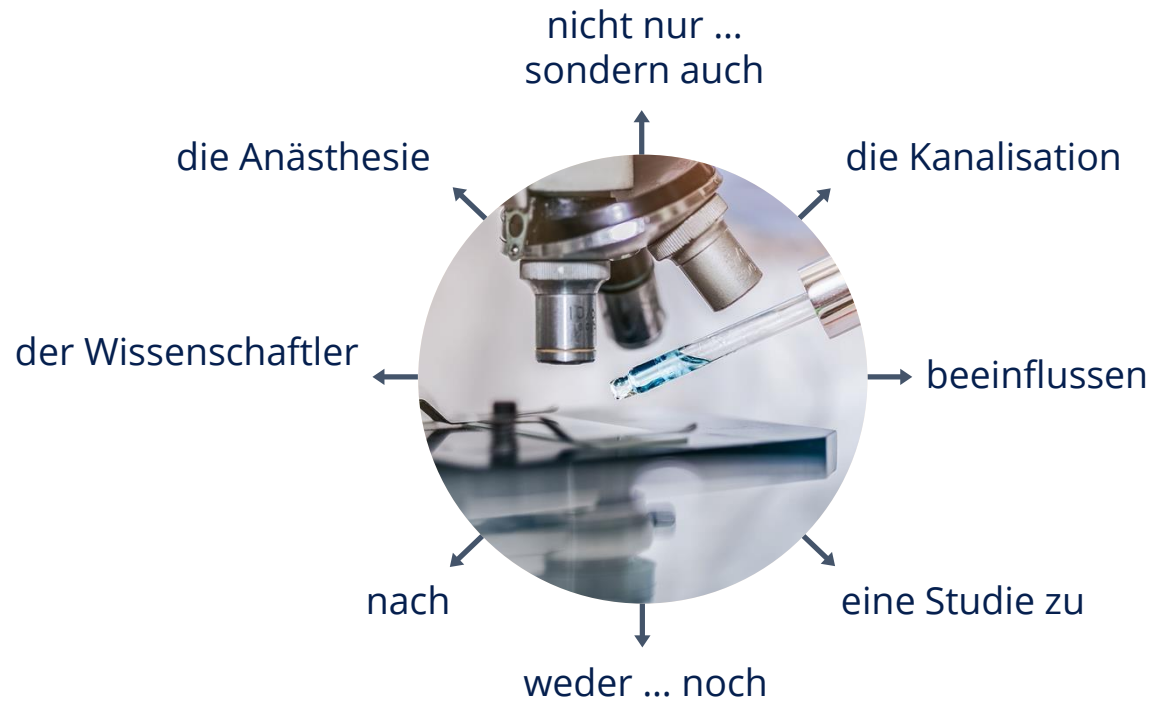 nicht nur ...
sondern auch
die Anästhesie
die Kanalisation
der Wissenschaftler
beeinflussen
nach
eine Studie zu
weder ... noch